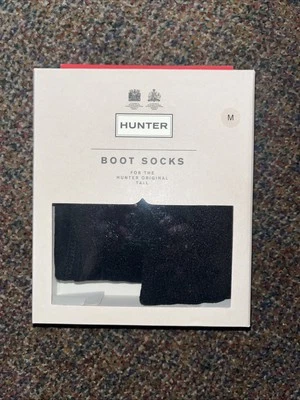 HUNTER
M
BOOT SOCKS
FOR THE
HUNTER ORIGINAL
TALL